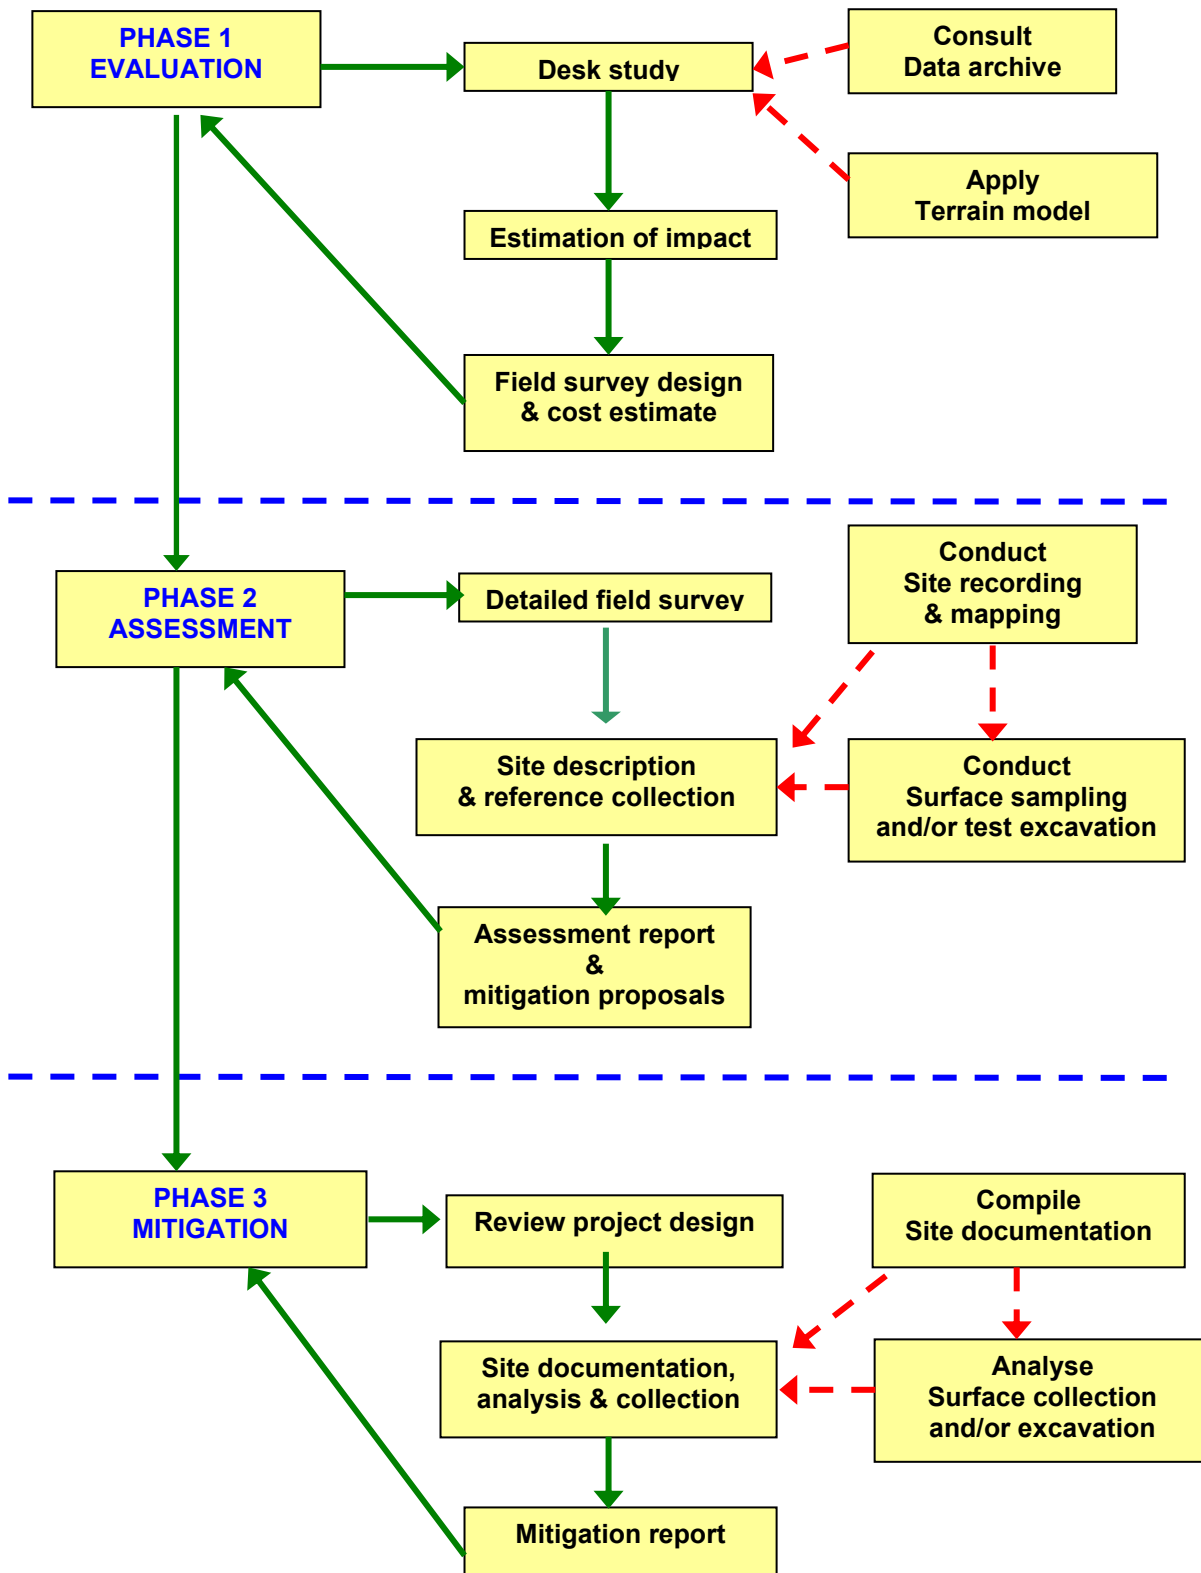 PHASE 1
EVALUATION
Desk study
Consult
Data archive
Apply
Terrain model
Estimation of impact
Field survey design
& cost estimate
PHASE 2
ASSESSMENT
Detailed field survey
Conduct
Site recording
& mapping
Site description
& reference collection
Conduct
Surface sampling
and/or test excavation
Assessment report
&
mitigation proposals
PHASE 3
MITIGATION
Review project design
Compile
Site documentation
Site documentation,
analysis & collection
Analyse
Surface collection
and/or excavation
Mitigation report